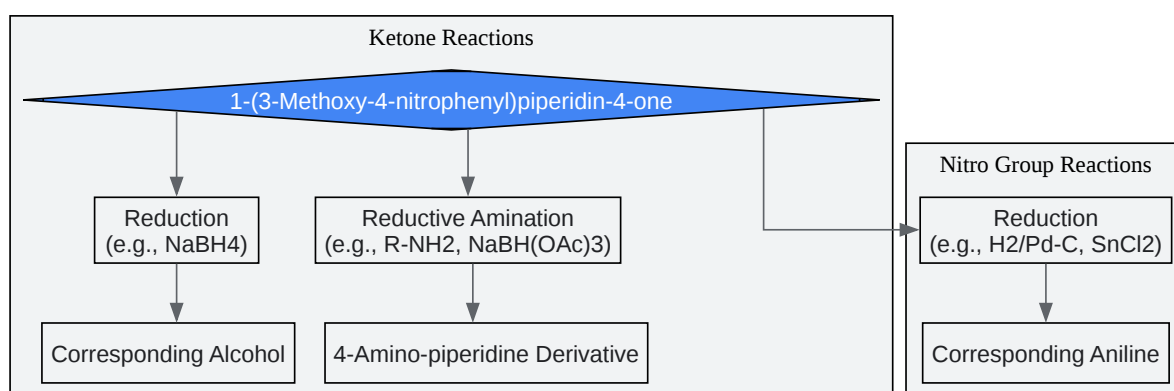 Ketone Reactions
1-(3-Methoxy-4-nitrophenyl)piperidin-4-one
Nitro Group Reactions
Reduction
(e.g., NaBH4)
Reductive Amination
(e.g., R-NH2, NaBH(OAc)3)
Reduction
(e.g., H2/Pd-C, SnCl2)
Corresponding Alcohol
4-Amino-piperidine Derivative
Corresponding Aniline